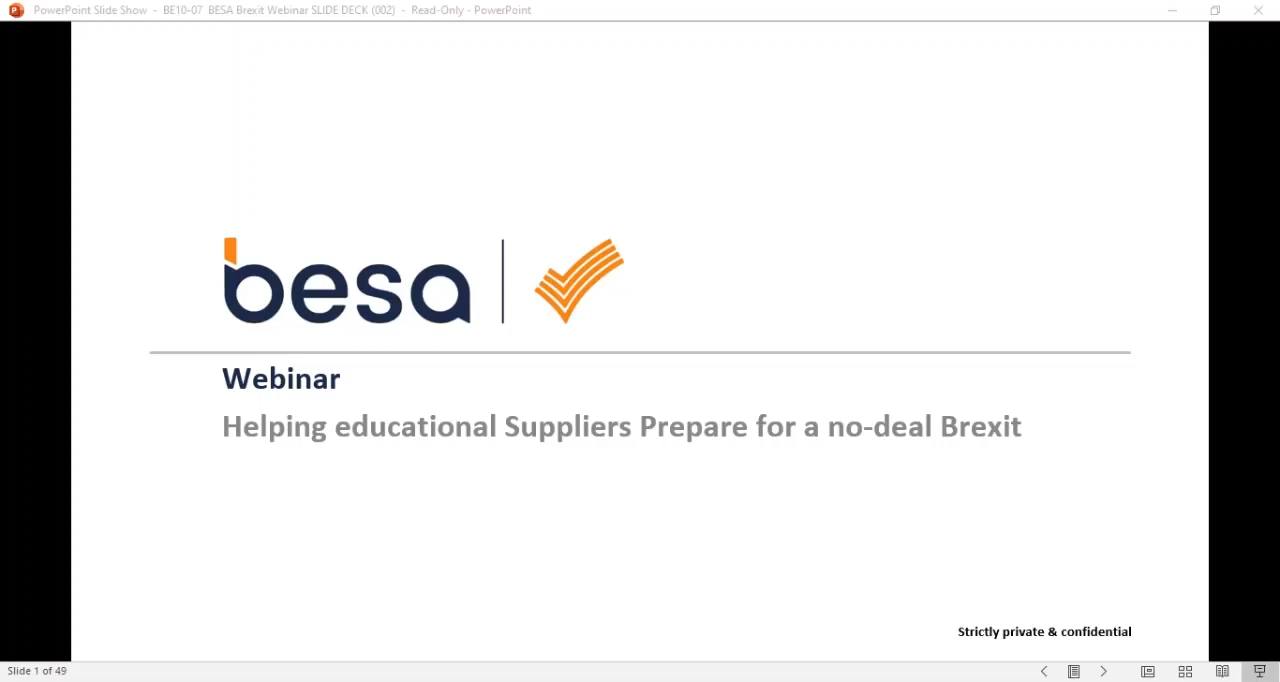 PowerPoint Slide Show - BE10-07 BESA Brexit Webinar SLIDE DECK (002) - Read-Only - PowerPoint
besa
Webinar
Helping educational Suppliers Prepare for a no-deal Brexit
Strictly private & confidential
Slide 1 of 49